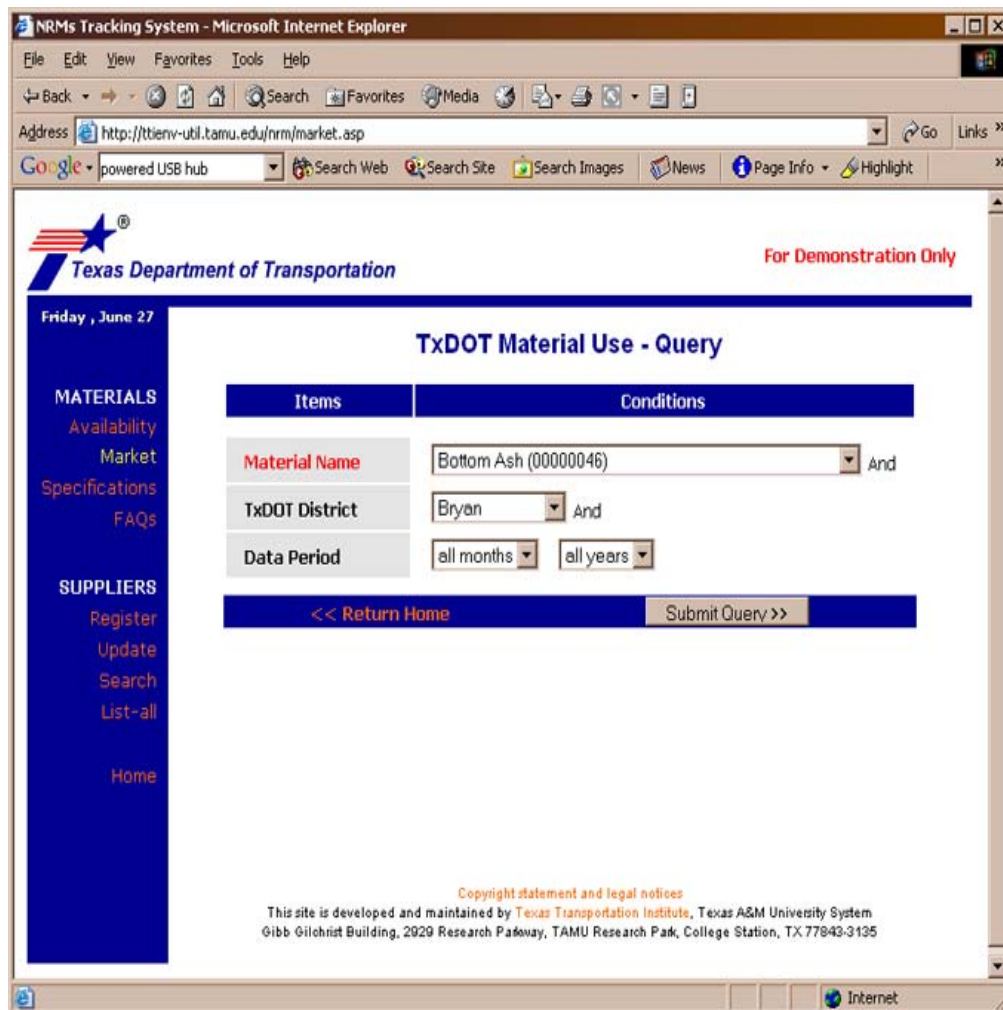 NRMs Tracking System - Microsoft Internet Explorer
File Edit View Favorites Tools Help
Back Search Favorites Media
Address http://ttienv-util.tamu.edu/nrm/market.asp Go Links »
Google powered USB hub Search Web Search Site Search Images News Page Info Highlight »
®
Texas Department of Transportation
For Demonstration Only
Friday , June 27
TxDOT Material Use - Query
MATERIALS
Availability
Market
Specifications
FAQs
SUPPLIERS
Register
Update
Search
List-all
Home
Items Conditions
Material Name Bottom Ash (00000046) And
TxDOT District Bryan And
Data Period all months all years
<< Return Home Submit Query >>
Copyright statement and legal notices
This site is developed and maintained by Texas Transportation Institute, Texas A&M University System
Gibb Gilchrist Building, 2929 Research Parkway, TAMU Research Park, College Station, TX 77843-3135
Internet